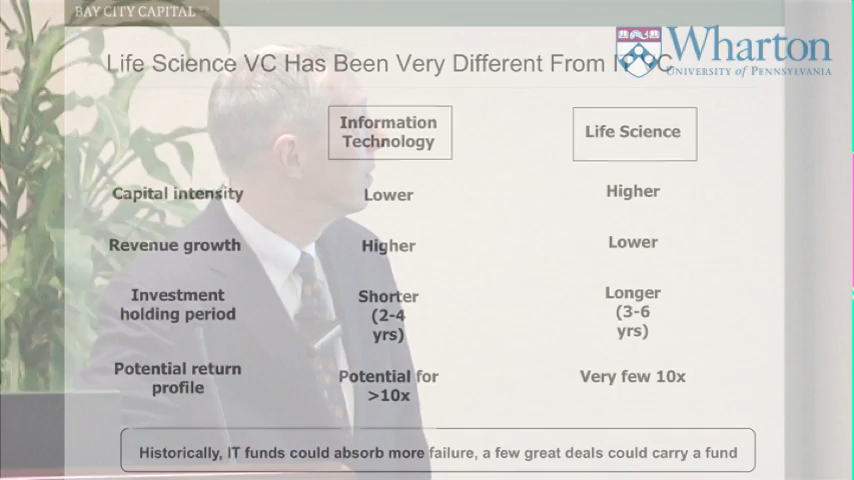 BAY CITY CAPITAL
Life Science VC Has Been Very Different From
Wharton
UNIVERSITY of PENNSYLVANIA
Information
Technology
Life Science
Capital intensity
Lower
Higher
Revenue growth
Higher
Lower
Investment
holding period
Shorter
(2-4
yrs)
Longer
(3-6
yrs)
Potential return
profile
Potential for
>10x
Very few 10x
Historically, IT funds could absorb more failure, a few great deals could carry a fund